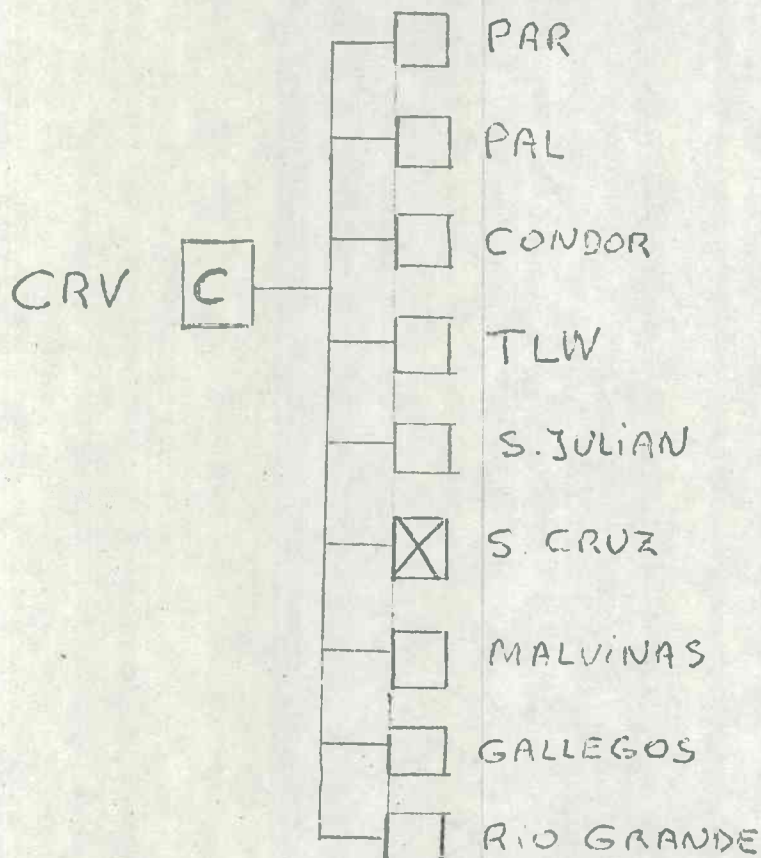 PAR
PAL
CONDOR
CRV C
TLW
S. JULIAN
S. CRUZ
MALVINAS
GALLEGOS
RIO GRANDE